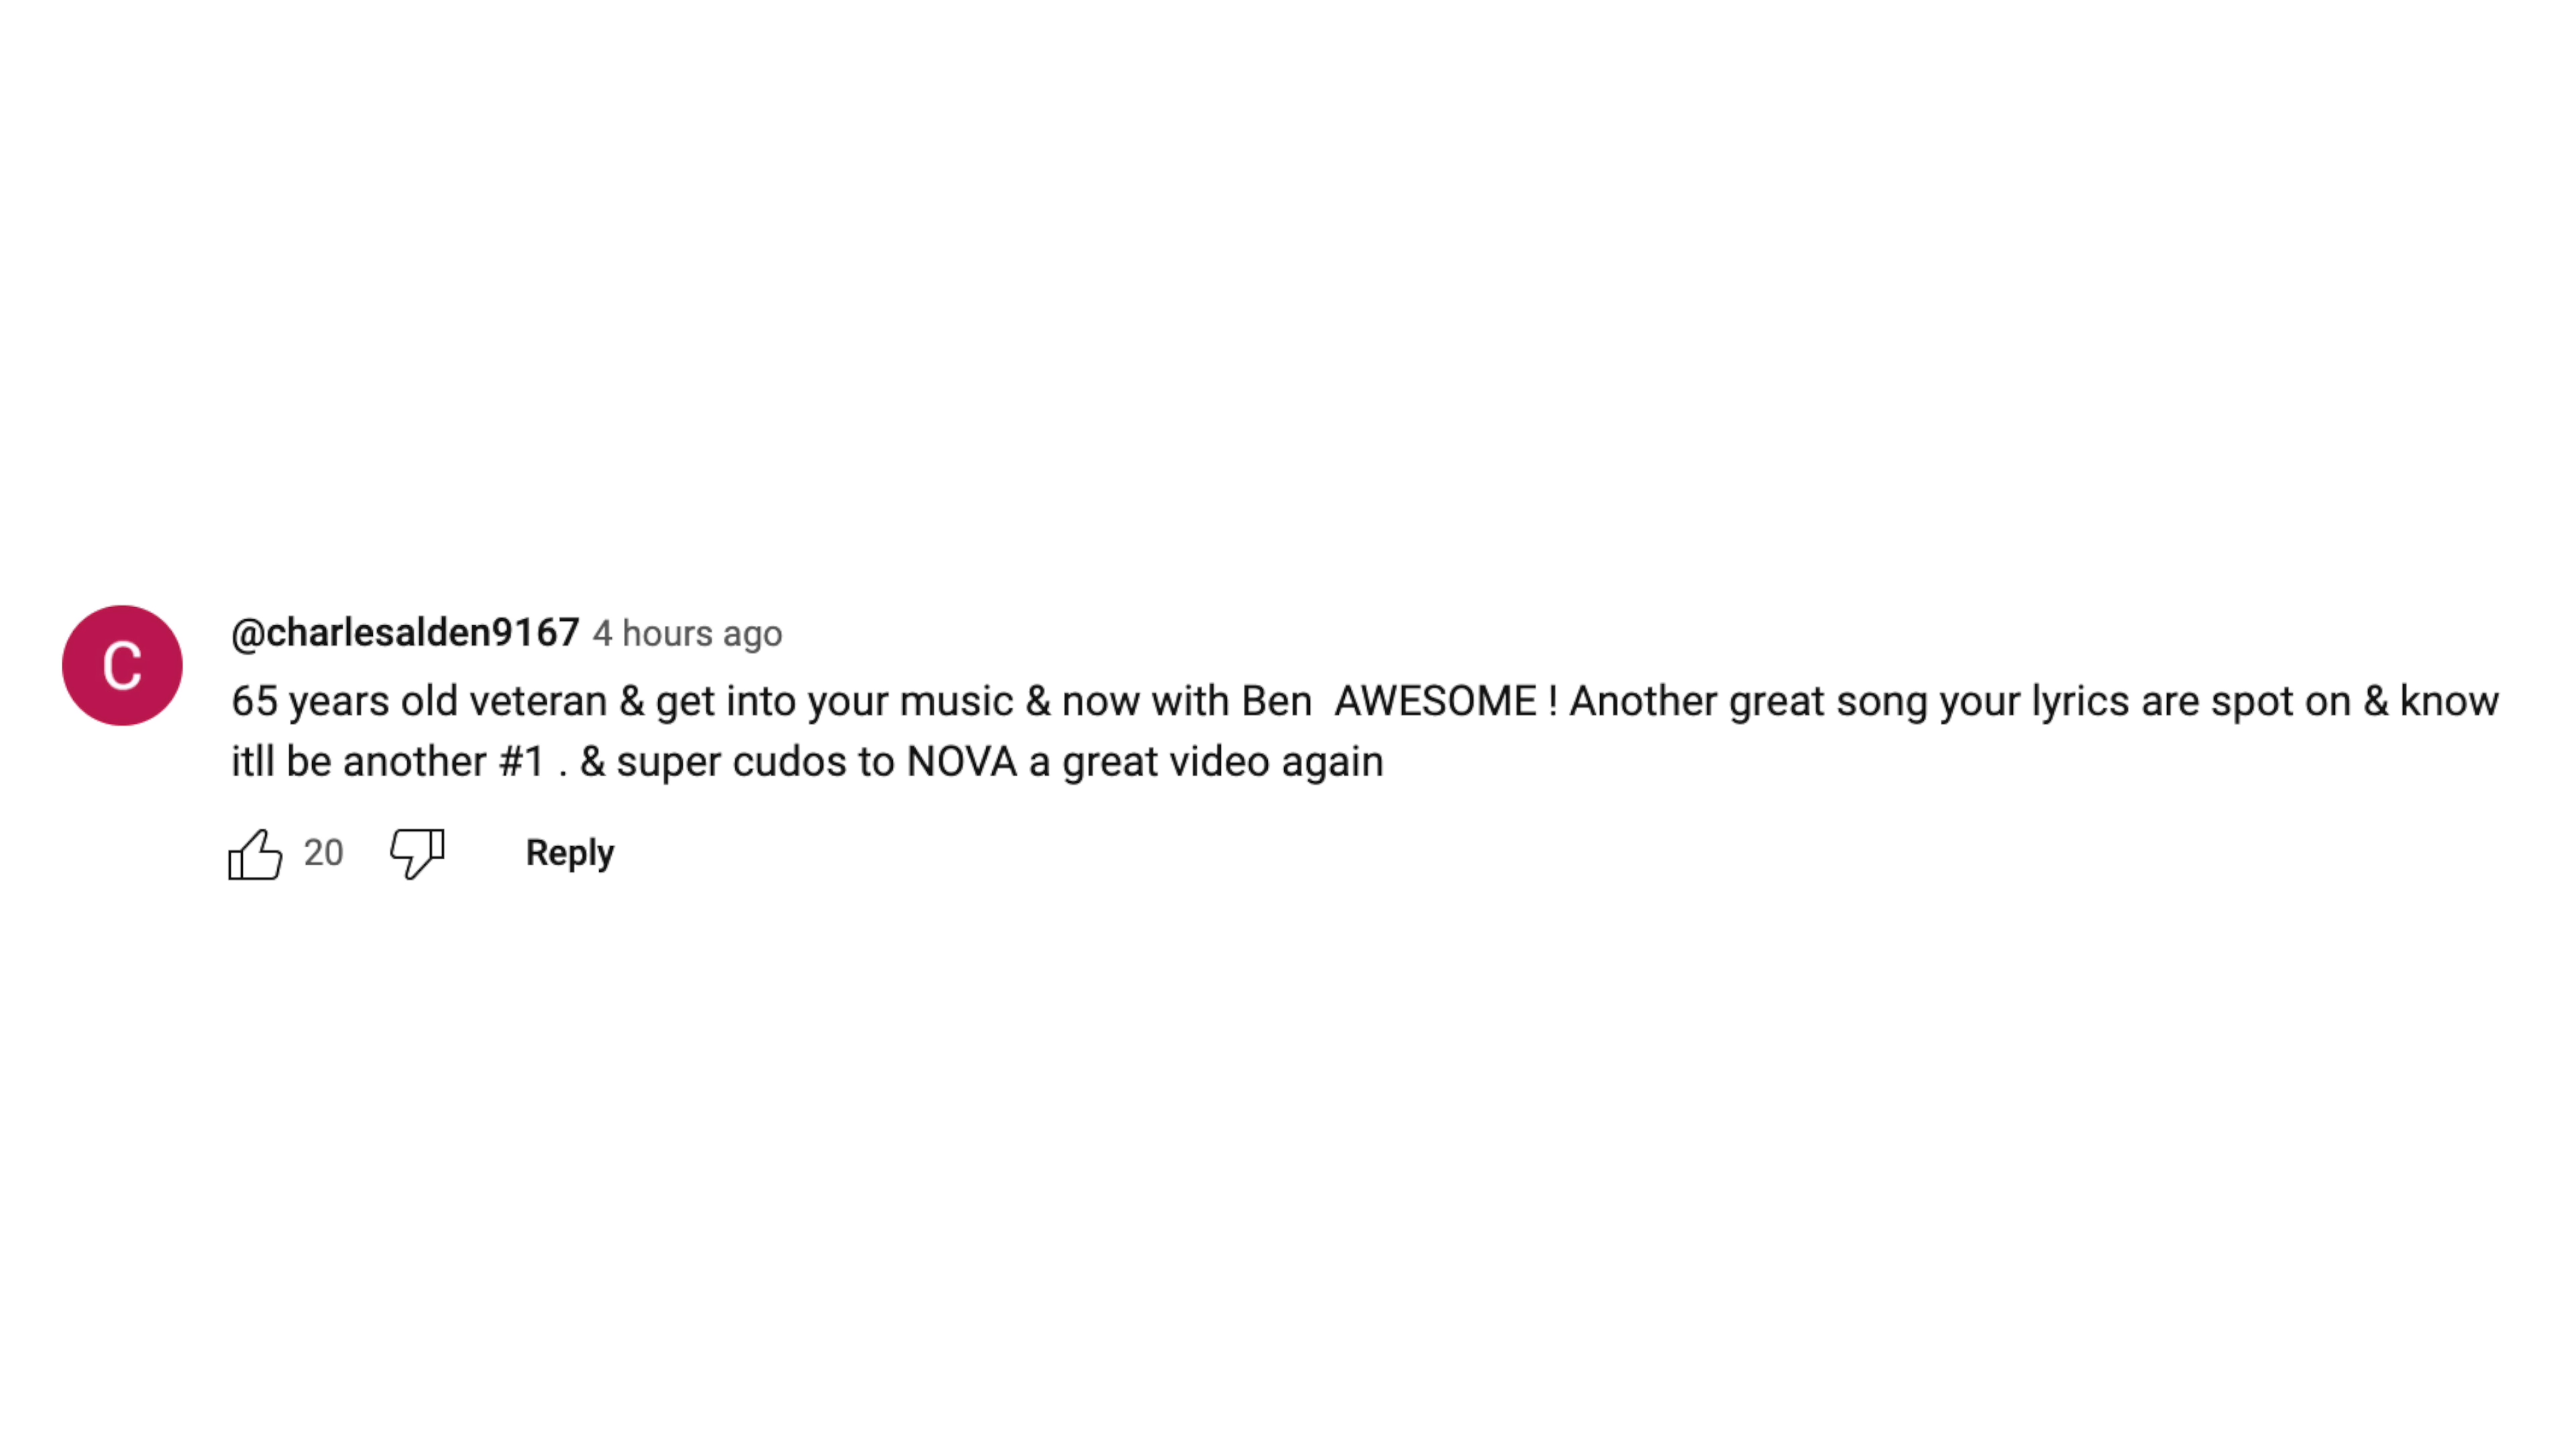 C
@charlesalden9167 4 hours ago
65 years old veteran & get into your music & now with Ben  AWESOME ! Another great song your lyrics are spot on & know
itll be another #1 . & super cudos to NOVA a great video again
20 Reply